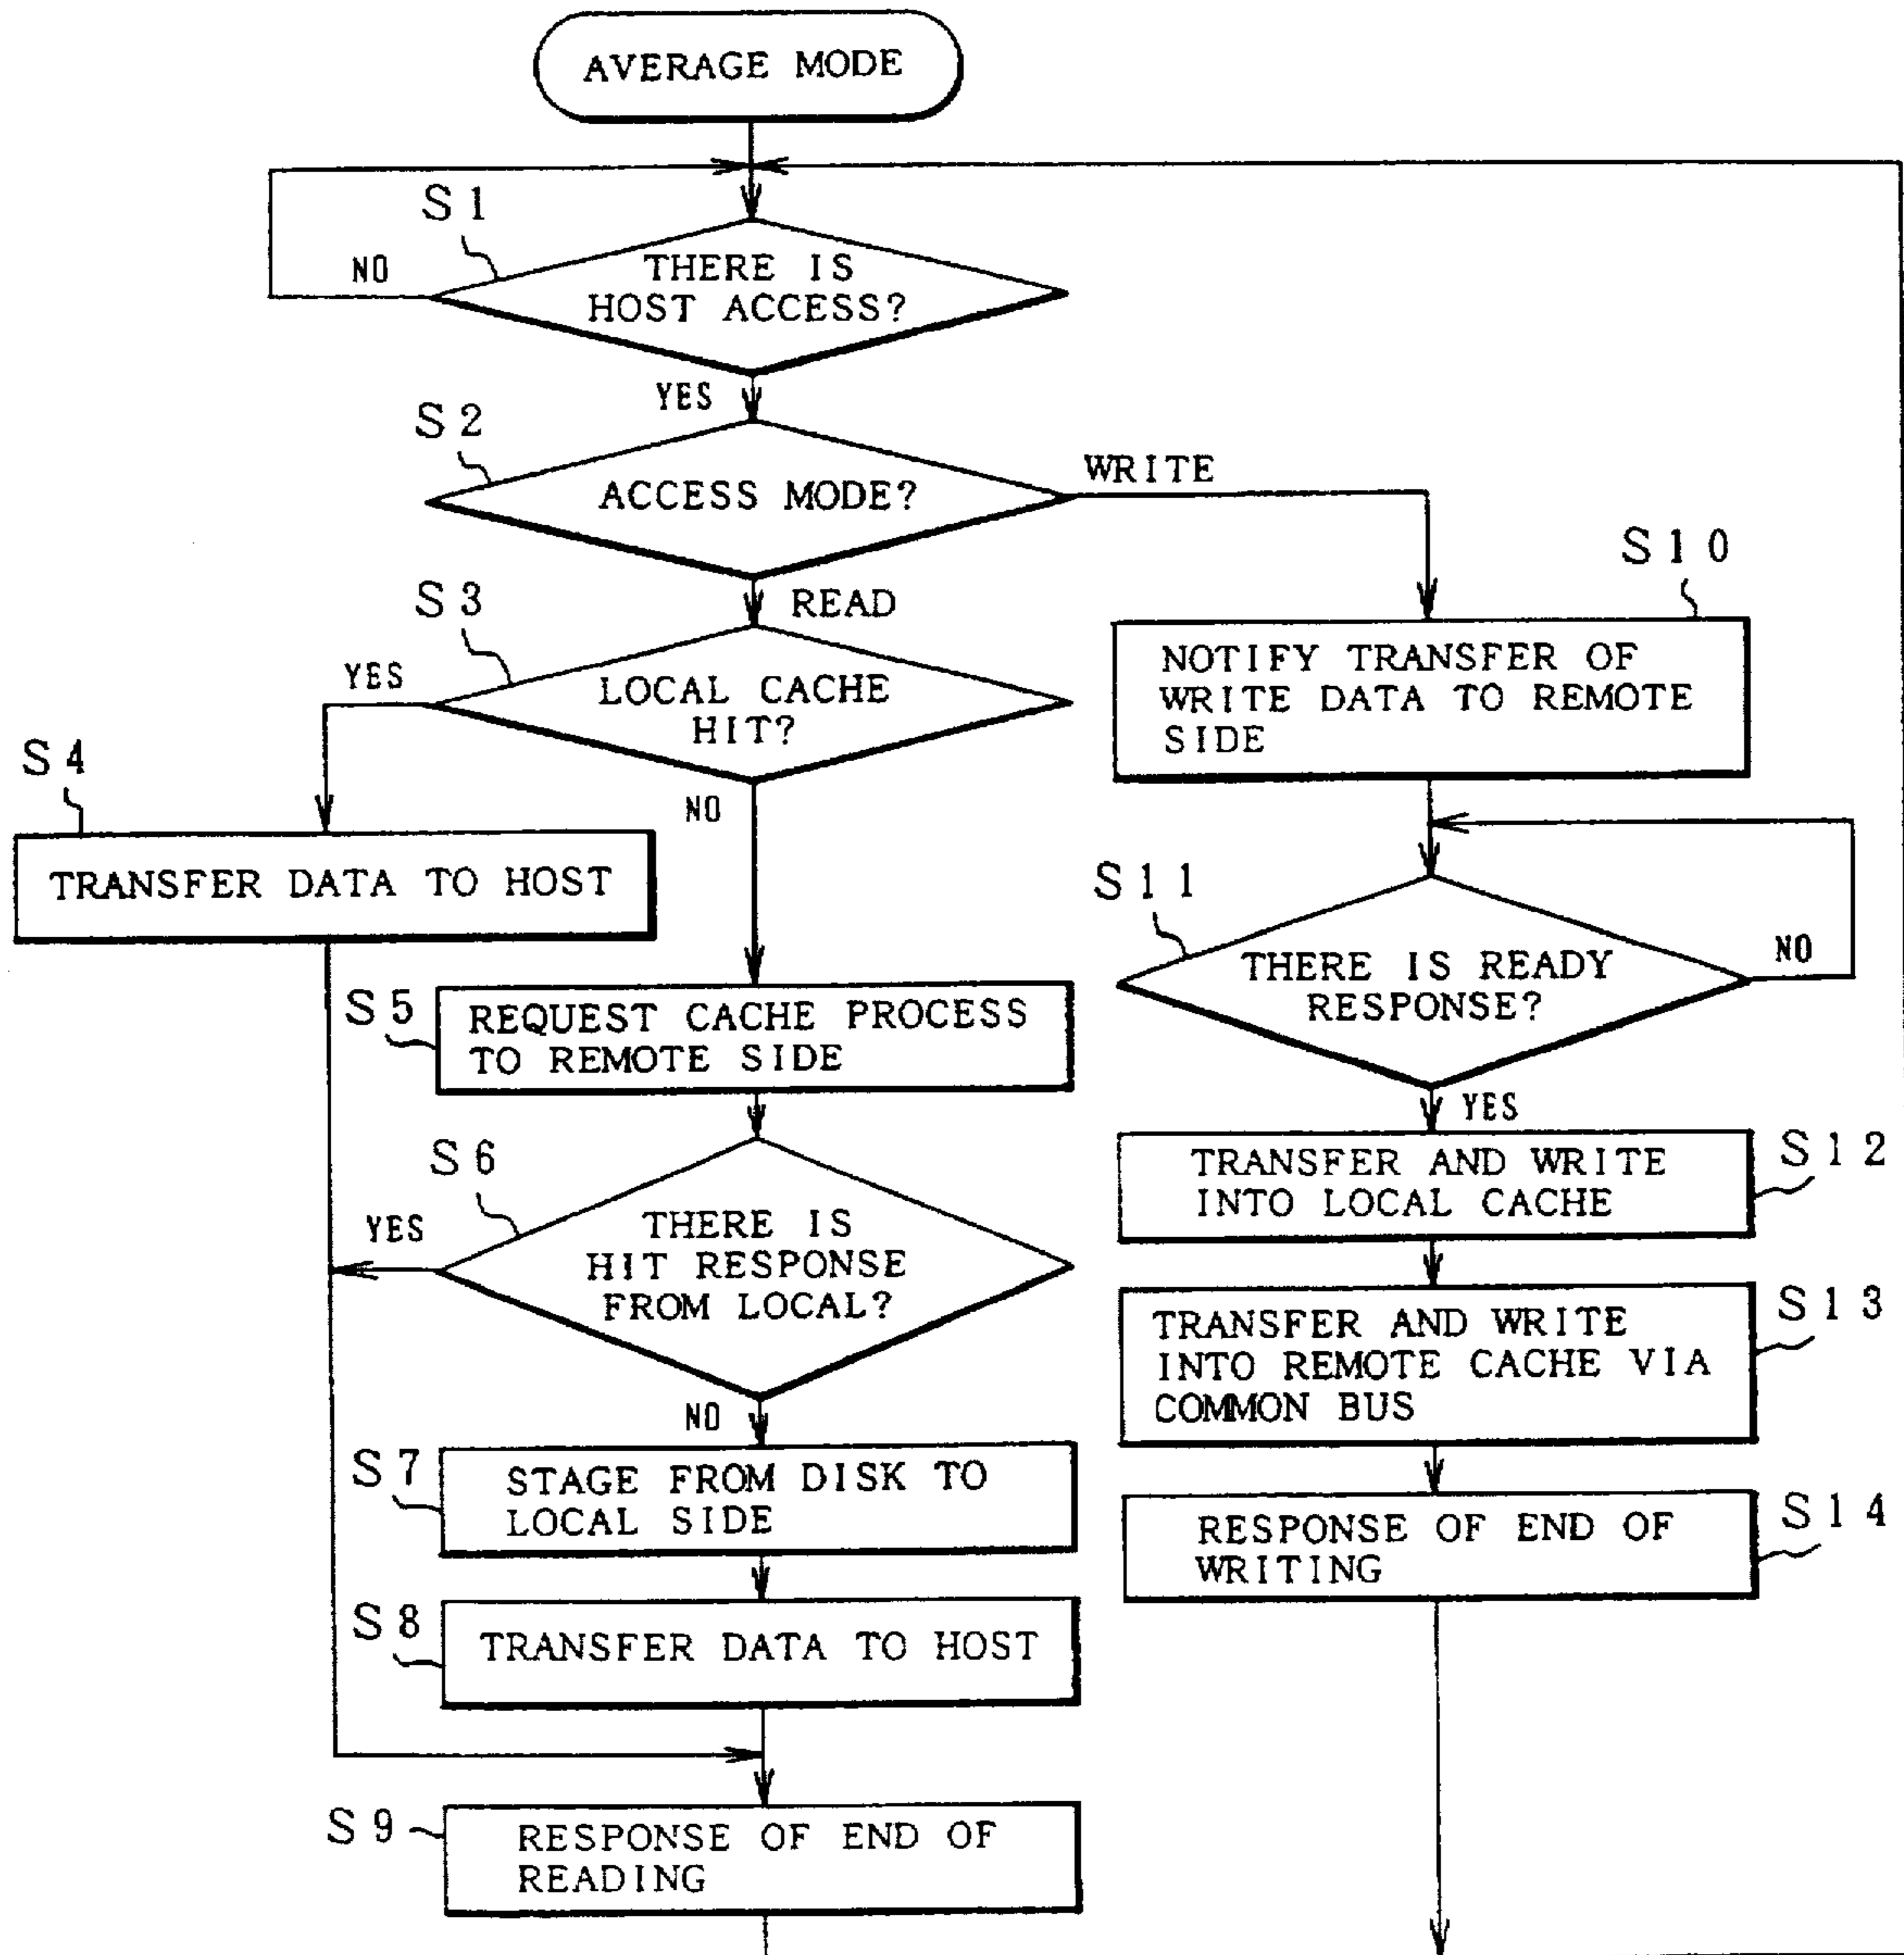 AVERAGE MODE
S1
NO
THERE IS
HOST ACCESS?
YES
S2
ACCESS MODE?
WRITE
READ
S3
YES
LOCAL CACHE
HIT?
NO
S4
TRANSFER DATA TO HOST
S5
REQUEST CACHE PROCESS
TO REMOTE SIDE
S6
YES
THERE IS
HIT RESPONSE
FROM LOCAL?
NO
S7
STAGE FROM DISK TO
LOCAL SIDE
S8
TRANSFER DATA TO HOST
S9
RESPONSE OF END OF
READING
S10
NOTIFY TRANSFER OF
WRITE DATA TO REMOTE
SIDE
S11
THERE IS READY
RESPONSE?
NO
YES
S12
TRANSFER AND WRITE
INTO LOCAL CACHE
S13
TRANSFER AND WRITE
INTO REMOTE CACHE VIA
COMMON BUS
S14
RESPONSE OF END OF
WRITING